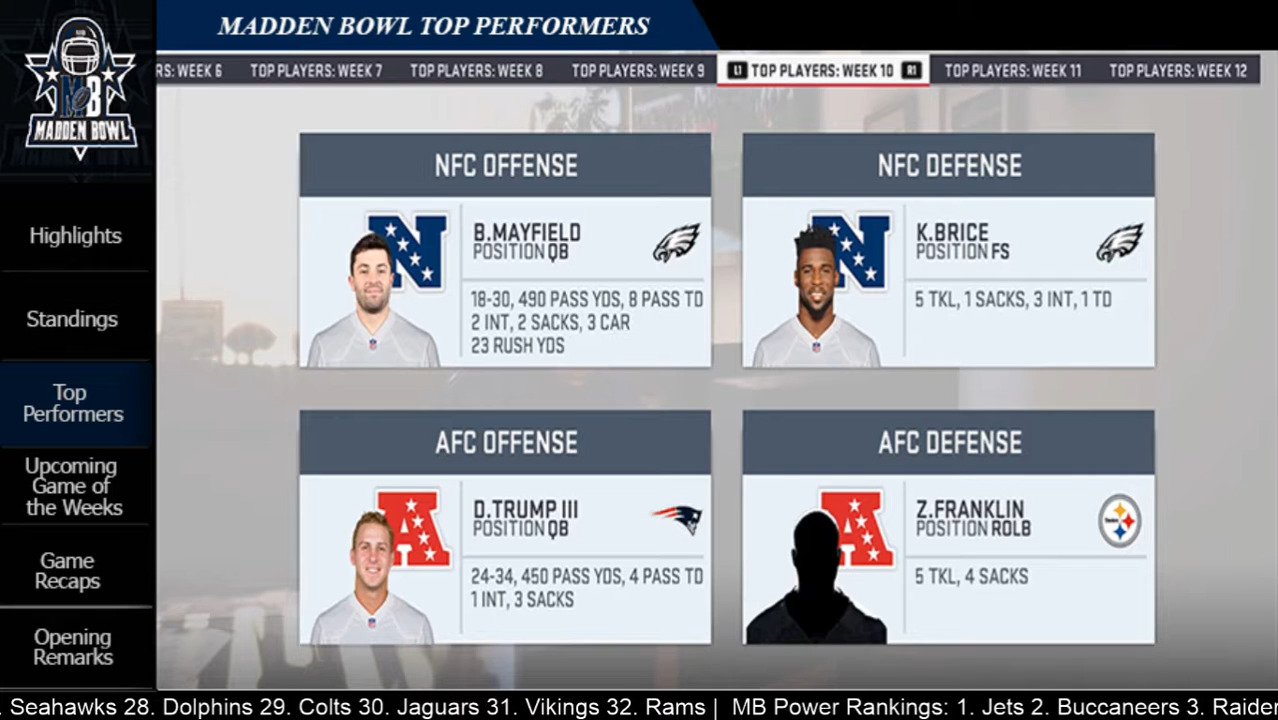 MADDEN BOWL TOP PERFORMERS
MB
MADDEN BOWL
RS: WEEK 6 TOP PLAYERS: WEEK 7 TOP PLAYERS: WEEK 8 TOP PLAYERS: WEEK 9 L1 TOP PLAYERS: WEEK 10 R1 TOP PLAYERS: WEEK 11 TOP PLAYERS: WEEK 12
Highlights
Standings
Top
Performers
Upcoming
Game of
the Weeks
Game
Recaps
Opening
Remarks
NFC OFFENSE
N
B.MAYFIELD
POSITION QB
18-30, 490 PASS YDS, 8 PASS TD
2 INT, 2 SACKS, 3 CAR
23 RUSH YDS
NFC DEFENSE
N
K.BRICE
POSITION FS
5 TKL, 1 SACKS, 3 INT, 1 TD
AFC OFFENSE
A
D.TRUMP III
POSITION QB
24-34, 450 PASS YDS, 4 PASS TD
1 INT, 3 SACKS
AFC DEFENSE
A
Z.FRANKLIN
POSITION ROLB
Steelers
5 TKL, 4 SACKS
. Seahawks 28. Dolphins 29. Colts 30. Jaguars 31. Vikings 32. Rams | MB Power Rankings: 1. Jets 2. Buccaneers 3. Raider